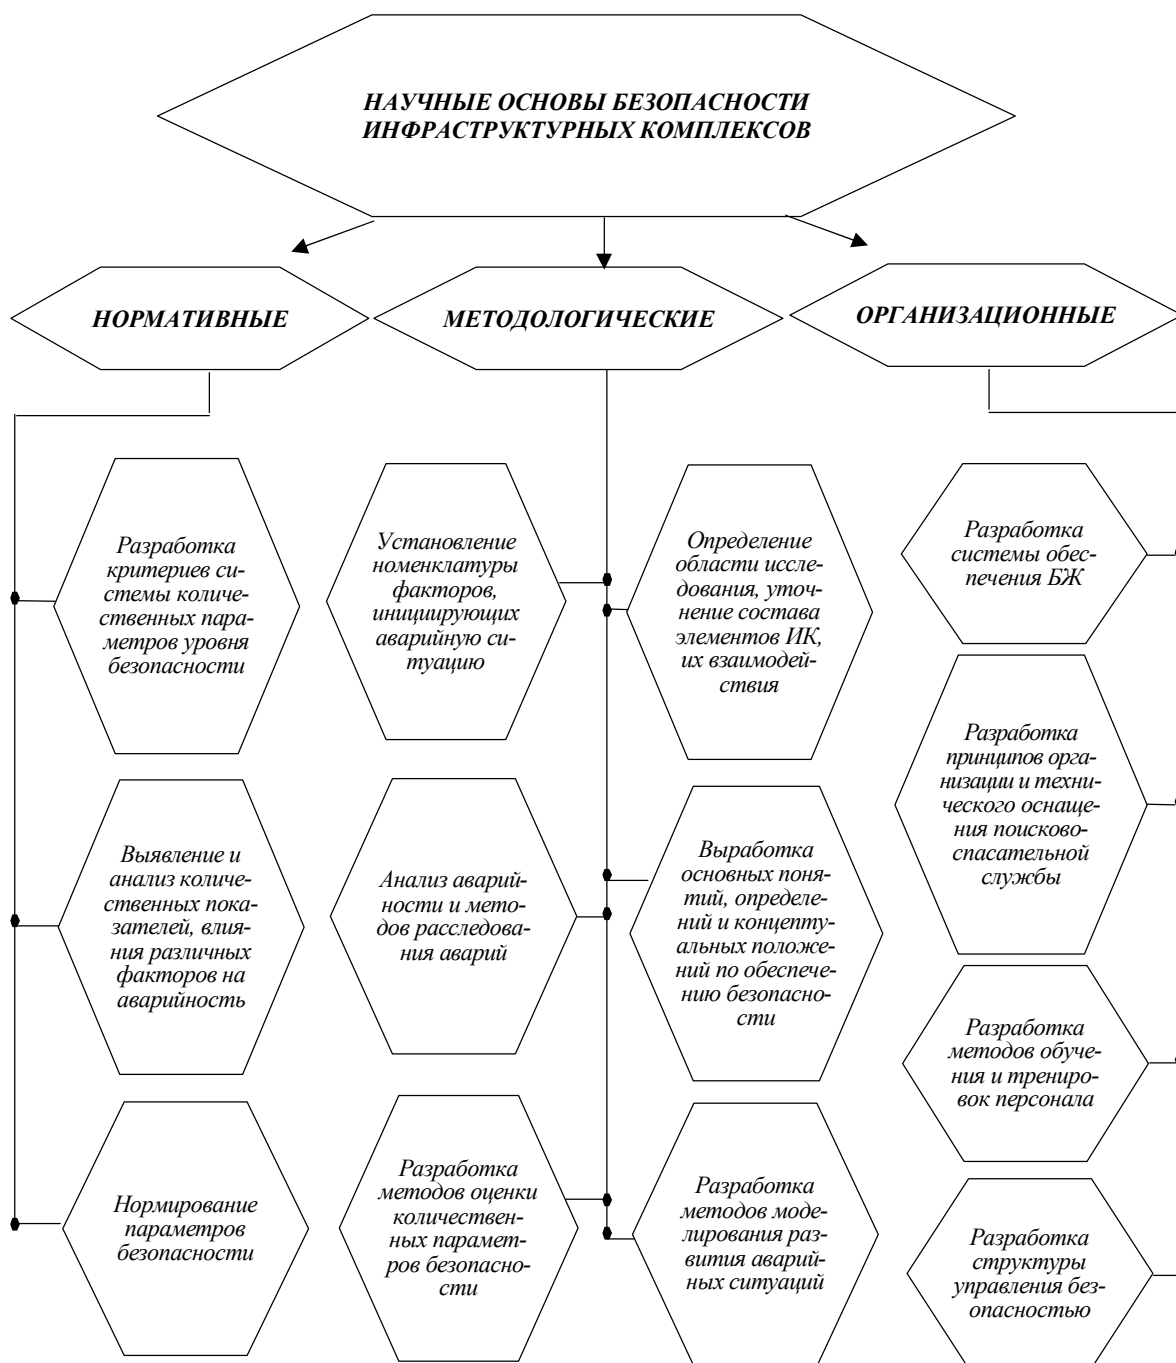 НАУЧНЫЕ ОСНОВЫ БЕЗОПАСНОСТИ
ИНФРАСТРУКТУРНЫХ КОМПЛЕКСОВ
НОРМАТИВНЫЕ
МЕТОДОЛОГИЧЕСКИЕ
ОРГАНИЗАЦИОННЫЕ
Разработка
критериев си-
стемы количе-
ственных пара-
метров уровня
безопасности
Установление
номенклатуры
факторов,
инициирующих
аварийную си-
туацию
Определение
области иссле-
дования, уточ-
нение состава
элементов ИК,
их взаимодей-
ствия
Разработка
системы обес-
печения БЖ
Разработка
принципов орга-
низации и техни-
ческого оснаще-
ния поисково-
спасательной
службы
Выявление и
анализ количе-
ственных пока-
зателей, влия-
ния различных
факторов на
аварийность
Анализ аварий-
ности и мето-
дов расследова-
ния аварий
Выработка
основных поня-
тий, определе-
ний и концепту-
альных положе-
ний по обеспече-
нию безопасно-
сти
Разработка
методов обуче-
ния и трениро-
вок персонала
Нормирование
параметров
безопасности
Разработка
методов оценки
количествен-
ных парамет-
ров безопасно-
сти
Разработка
методов моде-
лирования раз-
вития аварий-
ных ситуаций
Разработка
структуры
управления без-
опасностью